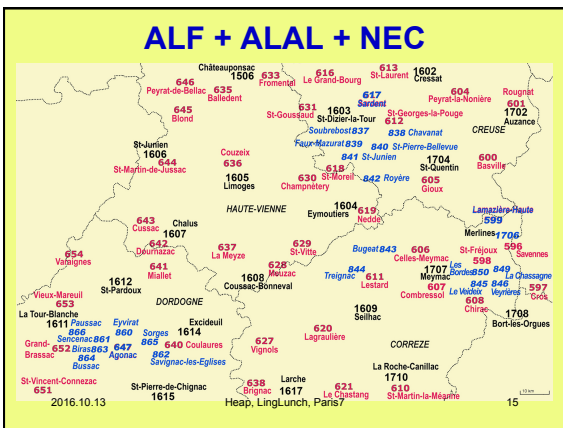 ALF + ALAL + NEC
Châteauponsac
1506
633
Fromental
616
Le Grand-Bourg
613
St-Laurent
1602
Cressat
646
Peyrat-de-Bellac
635
Balledent
617
Sardent
604
Peyrat-la-Nonière
Rougnat
601
1702
Auzance
645
Blond
631
St-Goussaud
1603
St-Dizier-la-Tour
St-Georges-la-Pouge
612
CREUSE
Soubrebost 837
838 Chavanat
Faux-Mazurat 839
840 St-Pierre-Bellevue
841 St-Junien
St-Junien
1606
644
St-Martin-de-Jussac
Couzeix
636
1605
Limoges
630
Champnétery
618
St-Moreil
842 Royère
1704
St-Quentin
605
Gioux
600
Basville
HAUTE-VIENNE
1604
Eymoutiers
619
Nedde
Lamazière-Haute
599
Merlines
1706
643
Cussac
Chalus
1607
642
Dournazac
637
La Meyze
629
St-Vitte
Bugeat 843
606
Celles-Meymac
St-Fréjoux
598
596
Savennes
654
Varaignes
641
Miallet
628
Meuzac
1608
Coussac-Bonneval
844
Treignac
611
Lestard
1707
Meymac
Les
Bordes 850
849
La Chassagne
845
Le Veideix
846
Veyrières
597
Cros
607
Combressol
608
Chirac
1612
St-Pardoux
DORDOGNE
Vieux-Mareuil
653
La Tour-Blanche
1611
Paussac
866
Eyvirat
860
Sorges
865
Excideuil
1614
1609
Seilhac
1708
Bort-les-Orgues
Sencenac 861
Grand-
Brassac
652
Biras 863
647
Agonac
640 Coulaures
864
Bussac
862
Savignac-les-Eglises
627
Vignols
620
Lagraulière
CORREZE
St-Vincent-Connezac
651
St-Pierre-de-Chignac
1615
638
Brignac
Larche
1617
621
Le Chastang
La Roche-Canillac
1710
610
St-Martin-la-Méanne
10 km
2016.10.13
Heap, LingLunch, Paris7
15